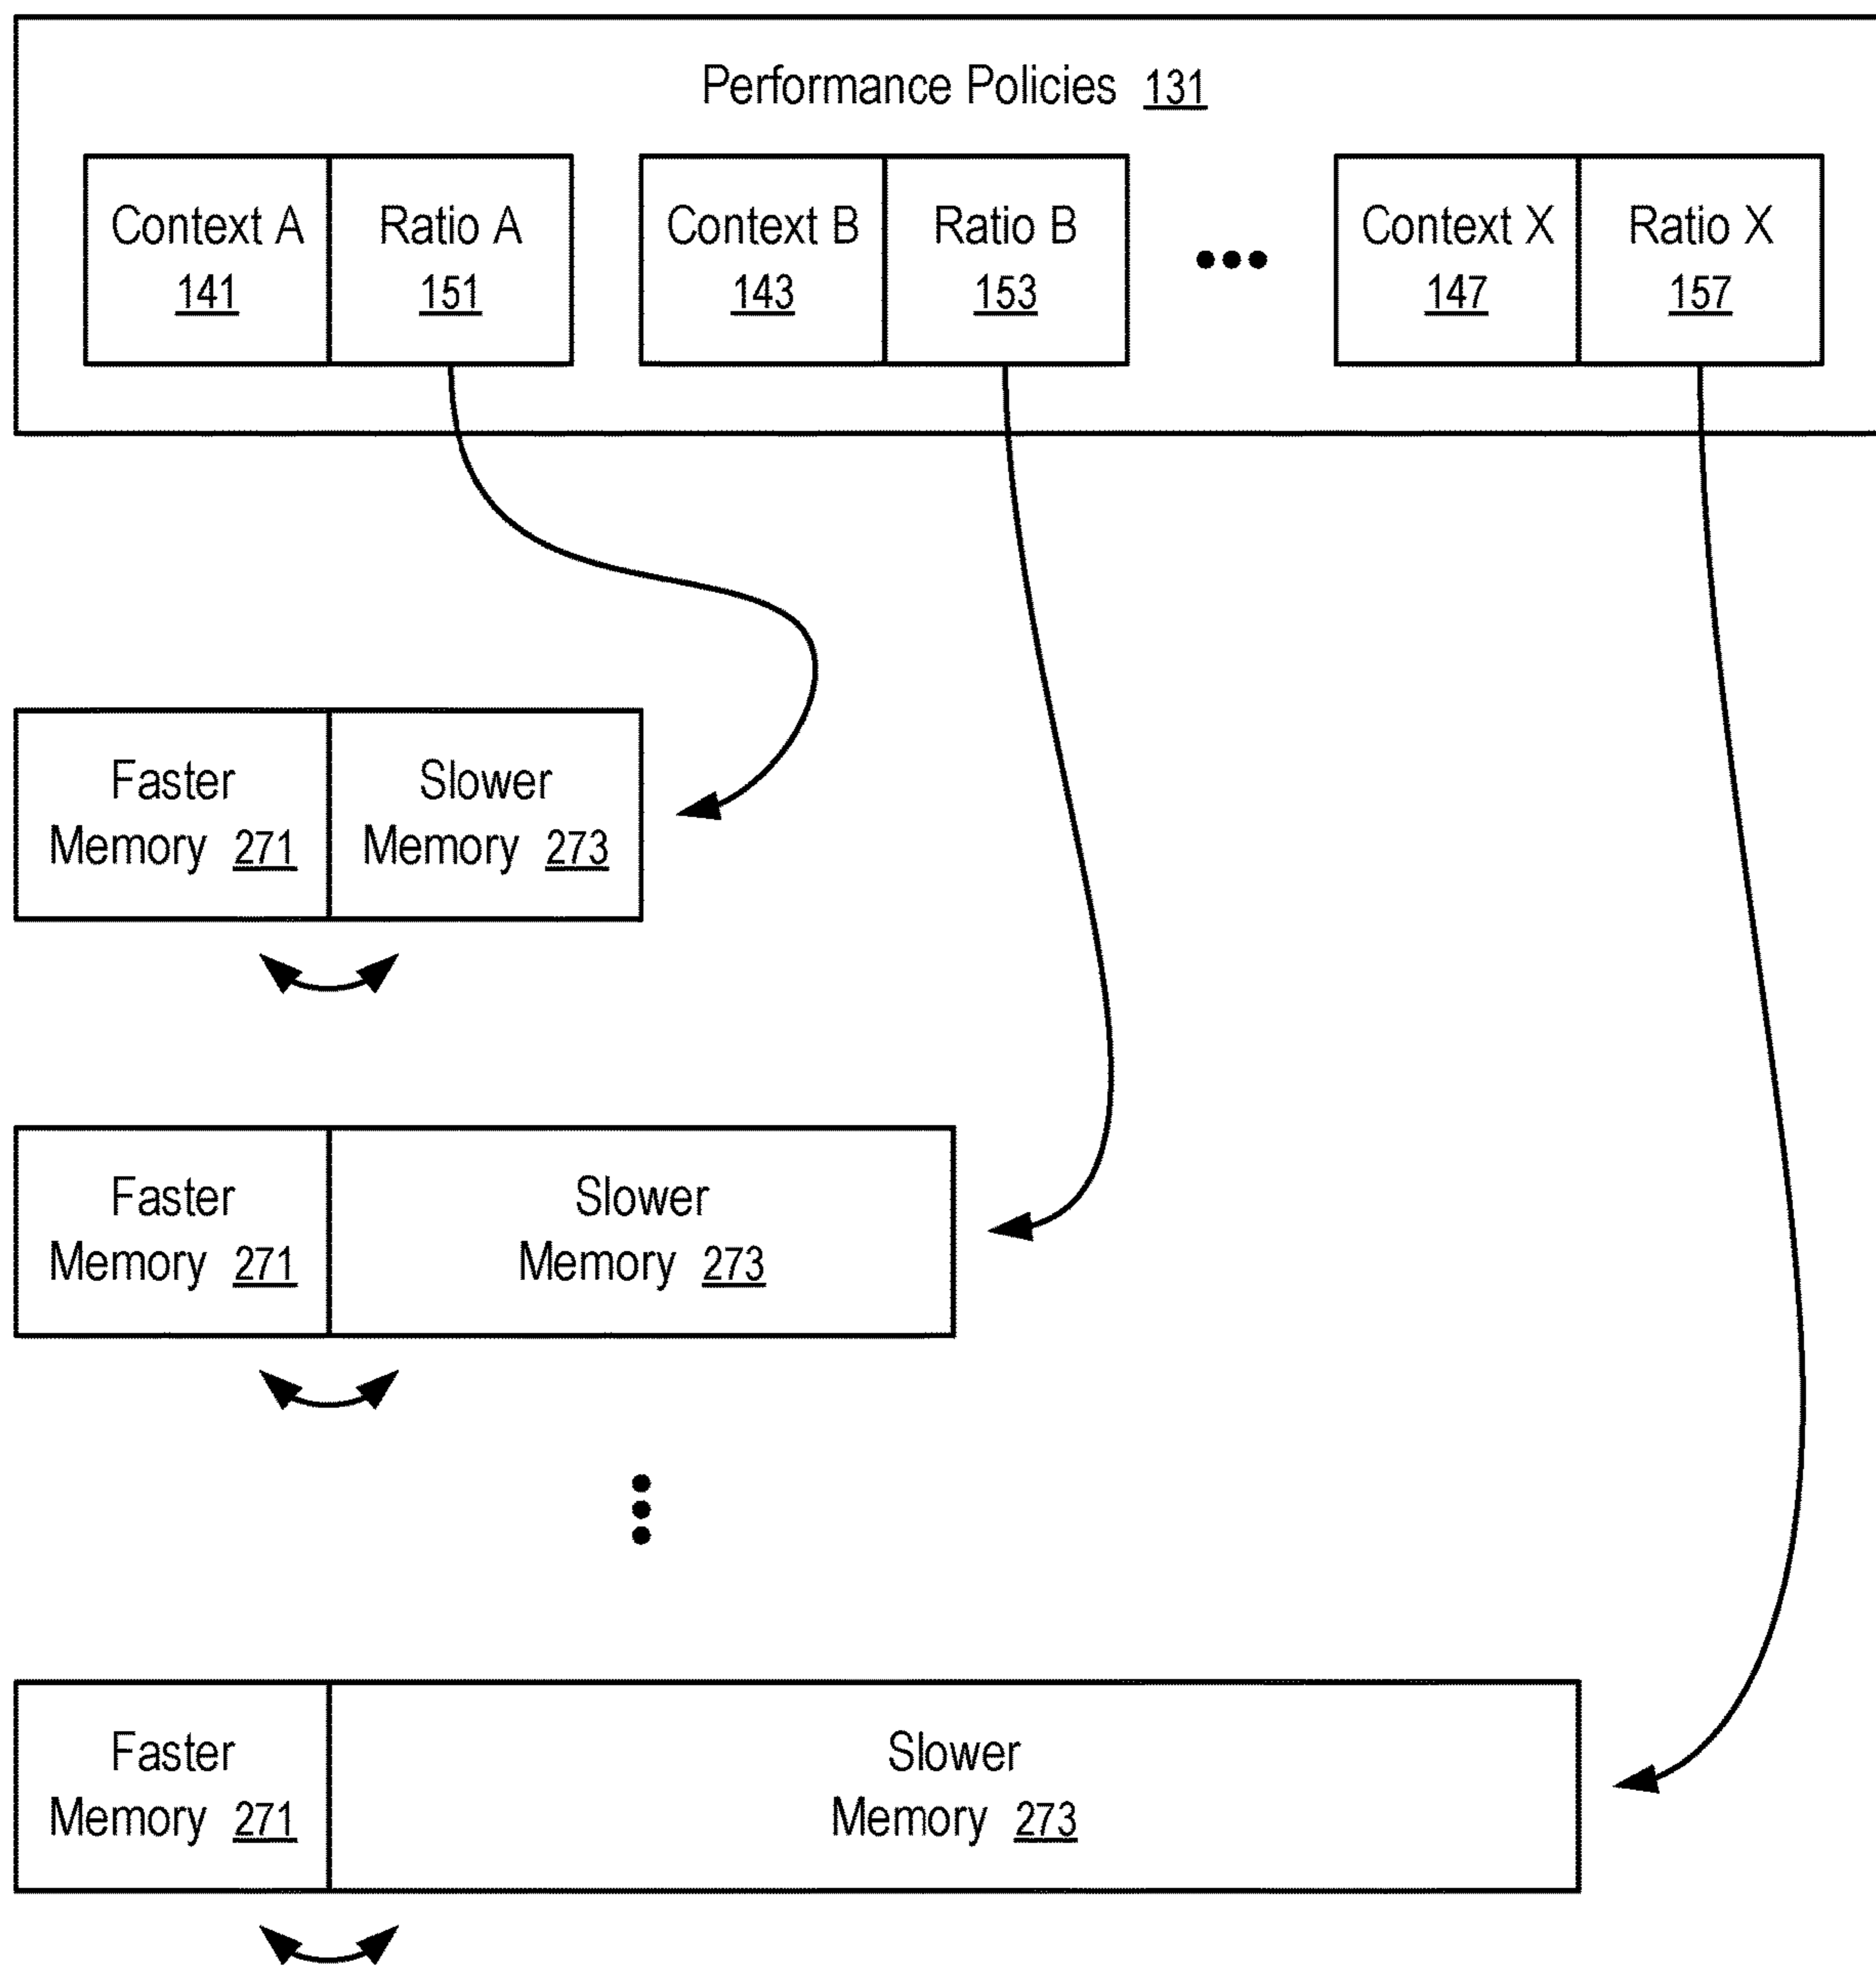 Performance Policies 131
Context A
141
Ratio A
151
Context B
143
Ratio B
153
Context X
147
Ratio X
157
Faster
Memory 271
Slower
Memory 273
Faster
Memory 271
Slower
Memory 273
Faster
Memory 271
Slower
Memory 273